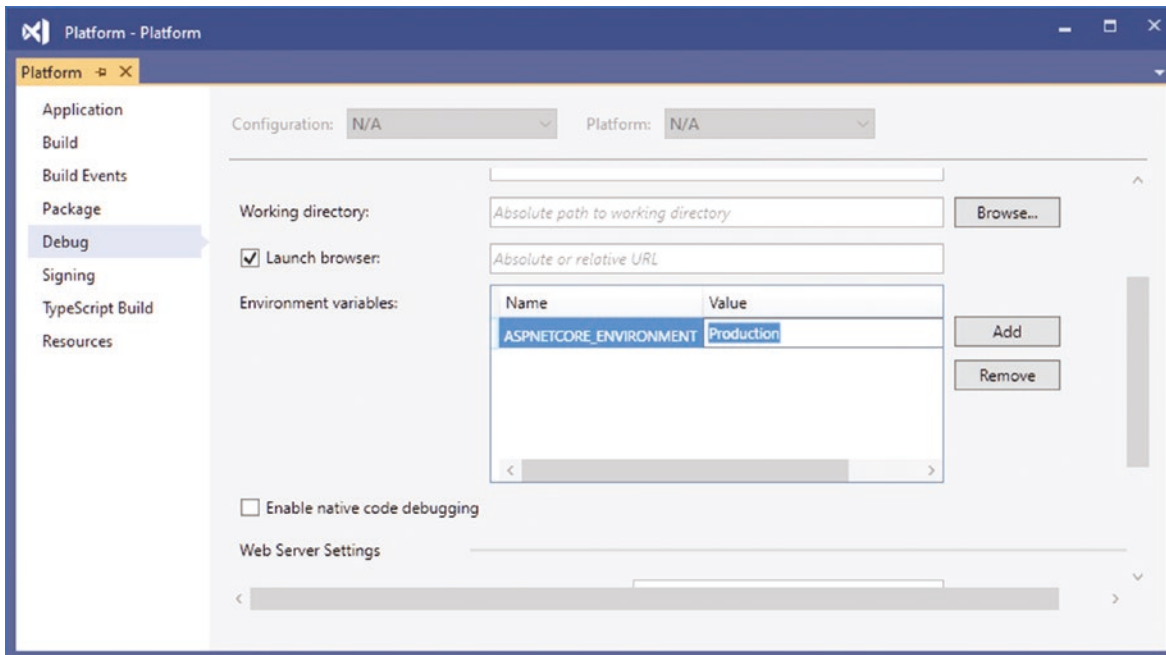 Platform - Platform
Platform
Application
Build
Build Events
Package
Debug
Signing
TypeScript Build
Resources
Configuration: N/A Platform: N/A
Working directory: Absolute path to working directory Browse...
Launch browser: Absolute or relative URL
Environment variables:
Name Value
ASPNETCORE_ENVIRONMENT Production
Add
Remove
Enable native code debugging
Web Server Settings